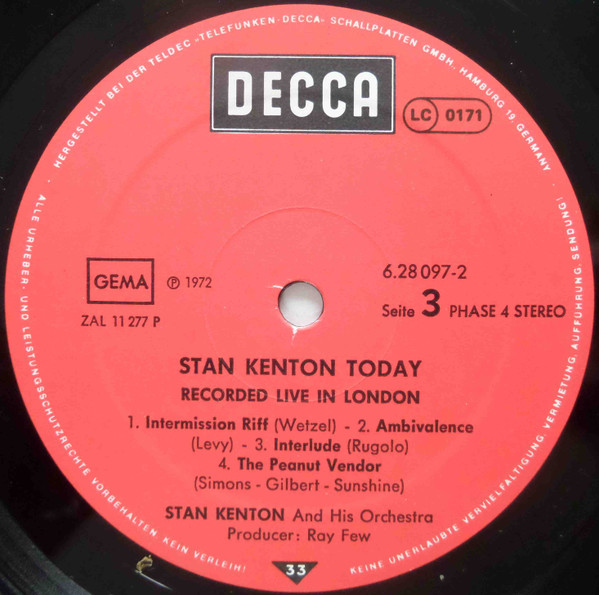 HERGESTELLT BEI DER TELDEC »TELEFUNKEN-DECCA« SCHALLPLATTEN GMBH., HAMBURG 19, GERMANY ·
DECCA
LC 0171
GEMA
℗ 1972
6.28 097-2
ZAL 11 277 P
Seite 3 PHASE 4 STEREO
STAN KENTON TODAY
RECORDED LIVE IN LONDON
1. Intermission Riff (Wetzel) - 2. Ambivalence
(Levy) - 3. Interlude (Rugolo)
4. The Peanut Vendor
(Simons - Gilbert - Sunshine)
STAN KENTON And His Orchestra
Producer: Ray Few
33
ALLE URHEBER- UND LEISTUNGSSCHUTZRECHTE VORBEHALTEN. KEIN VERLEIH!
KEINE UNERLAUBTE VERVIELFÄLTIGUNG, VERMIETUNG, AUFFÜHRUNG, SENDUNG!